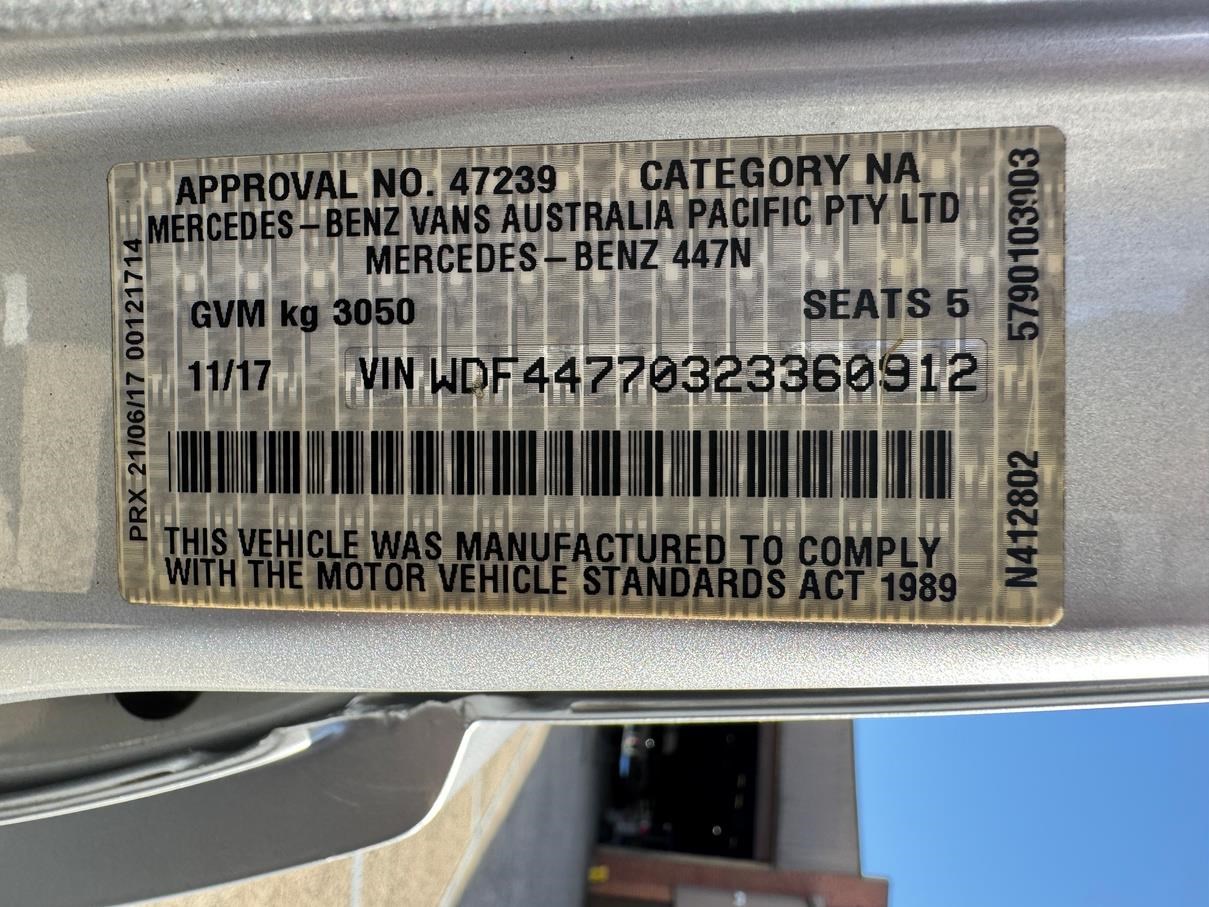 APPROVAL NO. 47239 CATEGORY NA
MERCEDES-BENZ VANS AUSTRALIA PACIFIC PTY LTD
MERCEDES-BENZ 447N
GVM kg 3050 SEATS 5
11/17 VIN WDF44770323360912
THIS VEHICLE WAS MANUFACTURED TO COMPLY
WITH THE MOTOR VEHICLE STANDARDS ACT 1989
PRX 21/06/17 00121714
N412802 5790103903